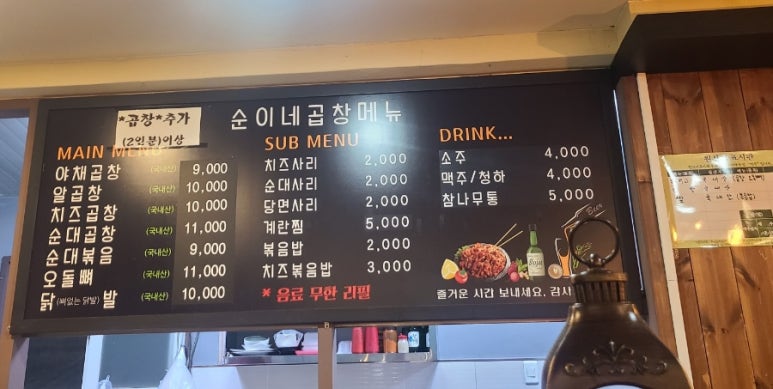 순이네곱창메뉴
*곱창*추가
(2인분)이상
MAIN MENU
야채곱창 (국내산) 9,000
알곱창 (국내산) 10,000
치즈곱창 (국내산) 10,000
순대곱창 (국내산) 11,000
순대볶음 (국내산) 9,000
오돌뼈 (국내산) 11,000
닭(뼈없는 닭발)발 (국내산) 10,000
SUB MENU
치즈사리 2,000
순대사리 2,000
당면사리 2,000
계란찜 5,000
볶음밥 2,000
치즈볶음밥 3,000
* 음료 무한 리필
DRINK...
소주 4,000
맥주/청하 4,000
참나무통 5,000
즐거운 시간 보내세요. 감사